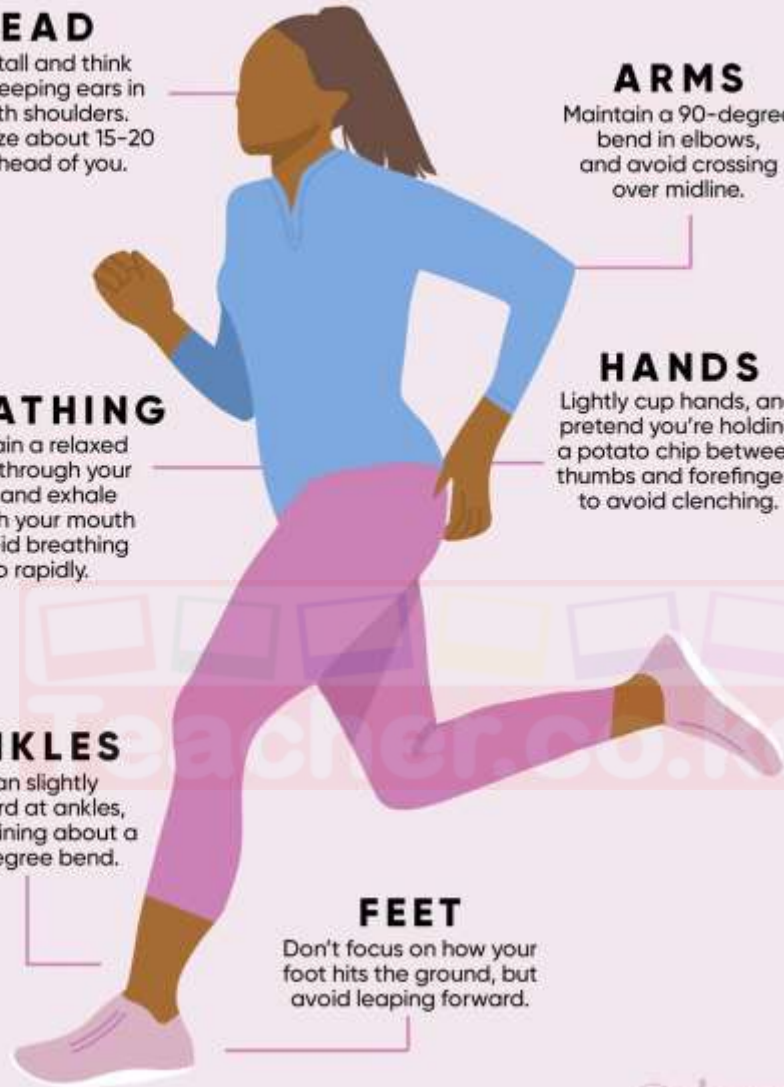 EAD
tall and think
eeping ears in
th shoulders.
ze about 15-20
head of you.
ARMS
Maintain a 90-degree
bend in elbows,
and avoid crossing
over midline.
ATHING
ain a relaxed
through your
and exhale
h your mouth
id breathing
o rapidly.
HANDS
Lightly cup hands, and
pretend you're holding
a potato chip between
thumbs and forefinge
to avoid clenching.
KLES
an slightly
rd at ankles,
ining about a
egree bend.
FEET
Don't focus on how your
foot hits the ground, but
avoid leaping forward.
Teacher.co.k